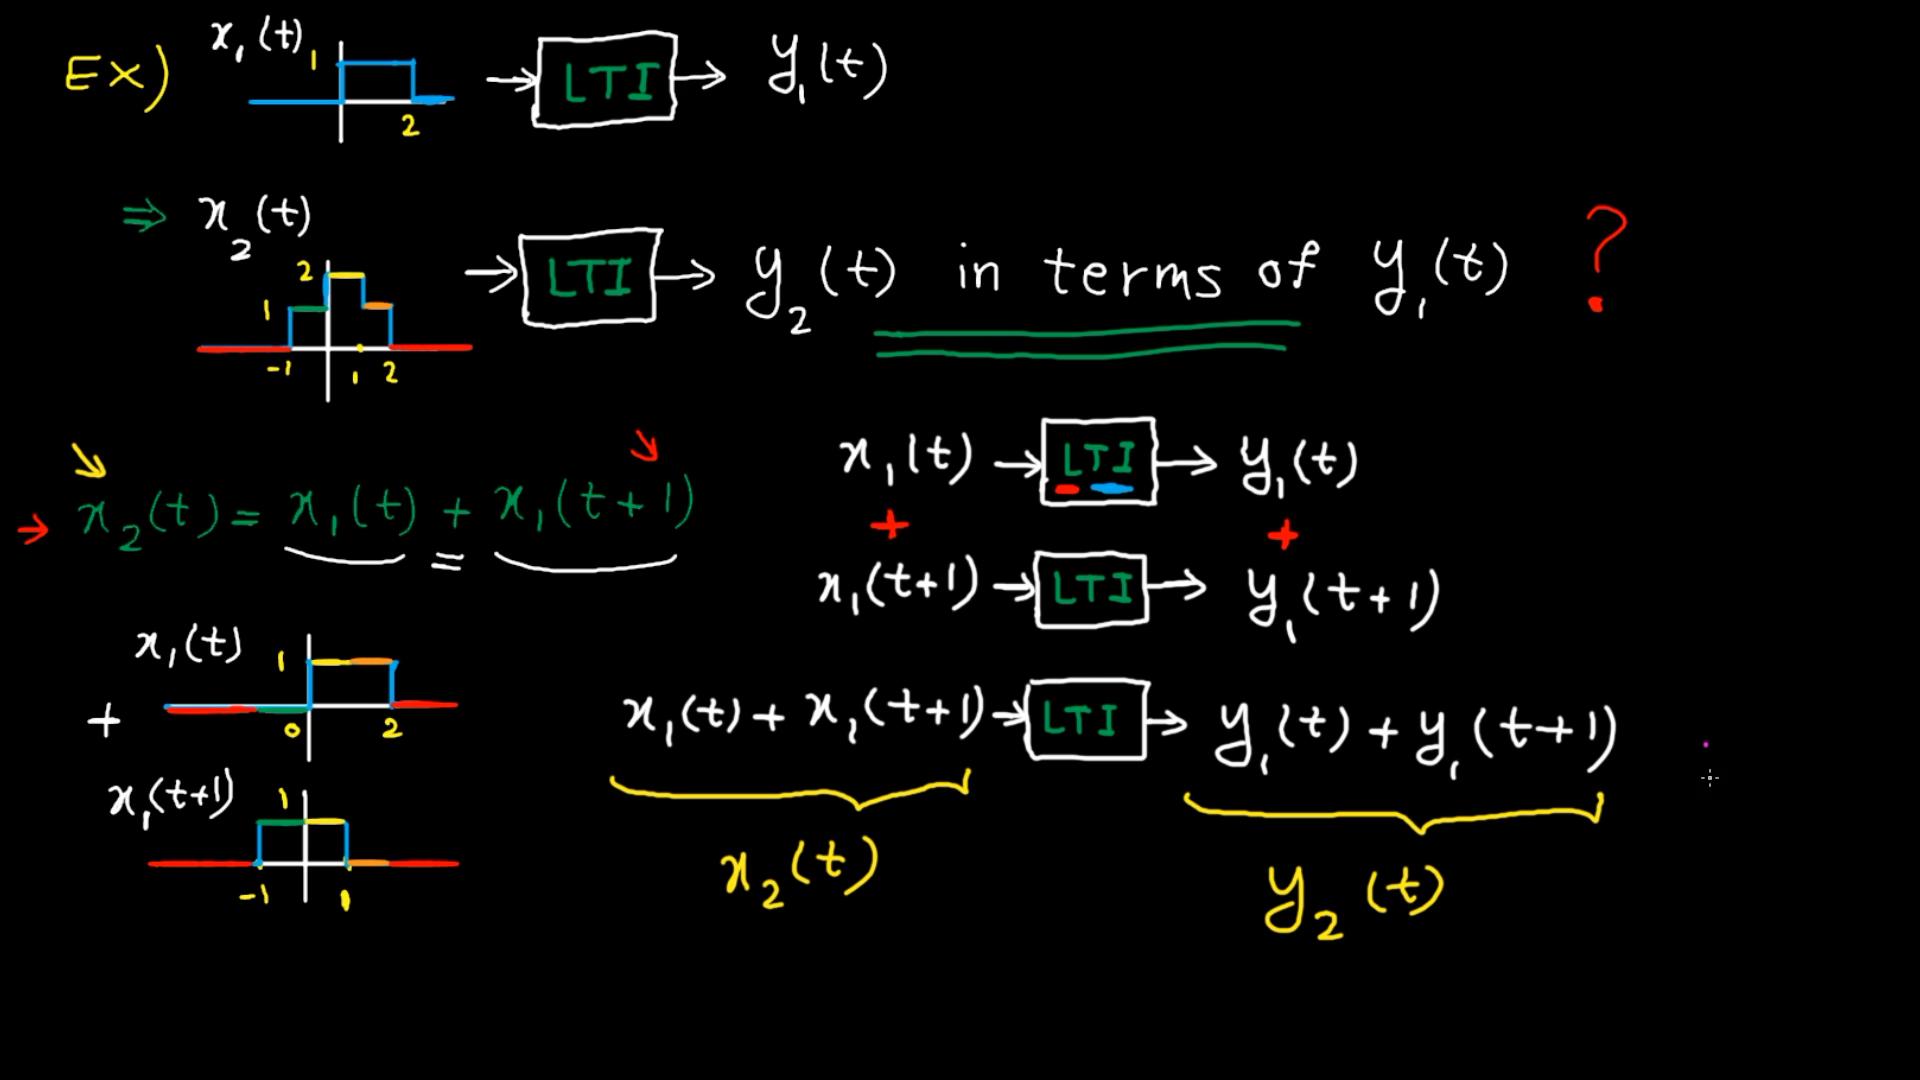 EX) x₁(t) 1 2 → LTI → y₁(t)
⇒ x₂(t) 2 1 -1 1 2 → LTI → y₂(t) in terms of y₁(t) ?
→ x₂(t) = x₁(t) + x₁(t+1)
x₁(t) 1 0 2
+
x₁(t+1) 1 -1 1
x₁(t) → LTI → y₁(t)
+ +
x₁(t+1) → LTI → y₁(t+1)
x₁(t) + x₁(t+1) → LTI → y₁(t) + y₁(t+1)
x₂(t) y₂(t)